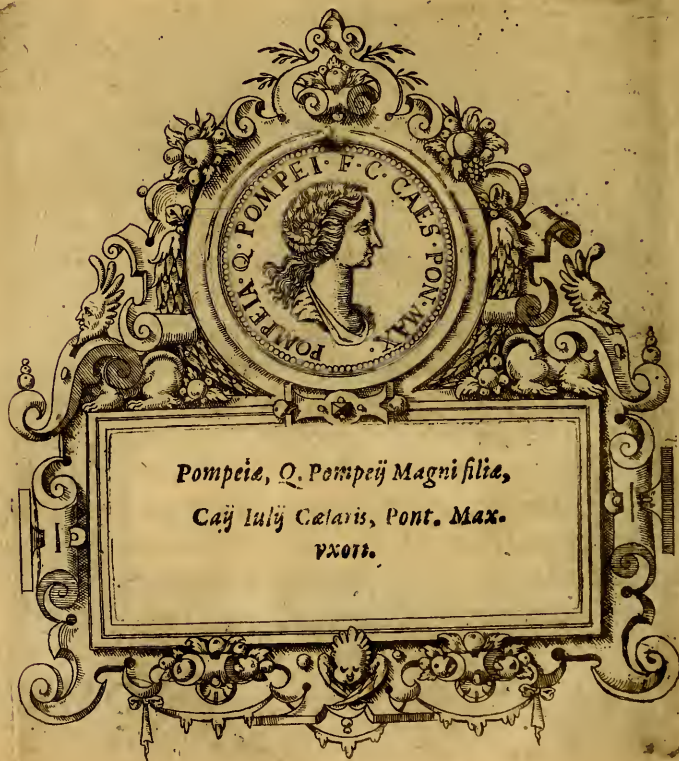 POMPEIA·Q·POMPEI·F·C·CAES·PON·MAX·
Pompeiæ, Q. Pompeij Magni filiæ,
Caij Iulij Cæsaris, Pont. Max.
vxori.